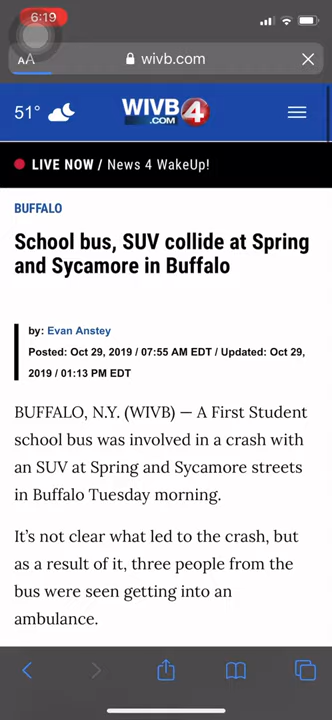 6:19
AA wivb.com
51° WIVB 4
.COM
LIVE NOW / News 4 WakeUp!
BUFFALO
School bus, SUV collide at Spring
and Sycamore in Buffalo
by: Evan Anstey
Posted: Oct 29, 2019 / 07:55 AM EDT / Updated: Oct 29,
2019 / 01:13 PM EDT
BUFFALO, N.Y. (WIVB) — A First Student
school bus was involved in a crash with
an SUV at Spring and Sycamore streets
in Buffalo Tuesday morning.
It’s not clear what led to the crash, but
as a result of it, three people from the
bus were seen getting into an
ambulance.